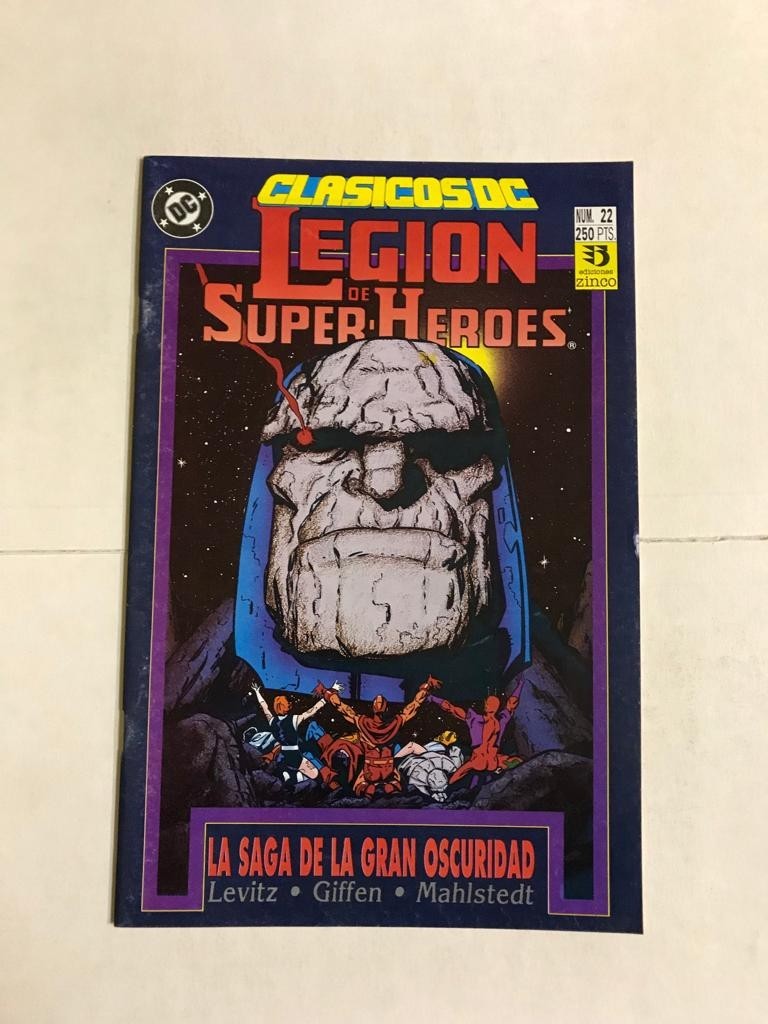 DC
CLASICOS DC
LEGION
DE
SUPER-HEROES®
NUM. 22
250 PTS.
ediciones
zinco
LA SAGA DE LA GRAN OSCURIDAD
Levitz • Giffen • Mahlstedt